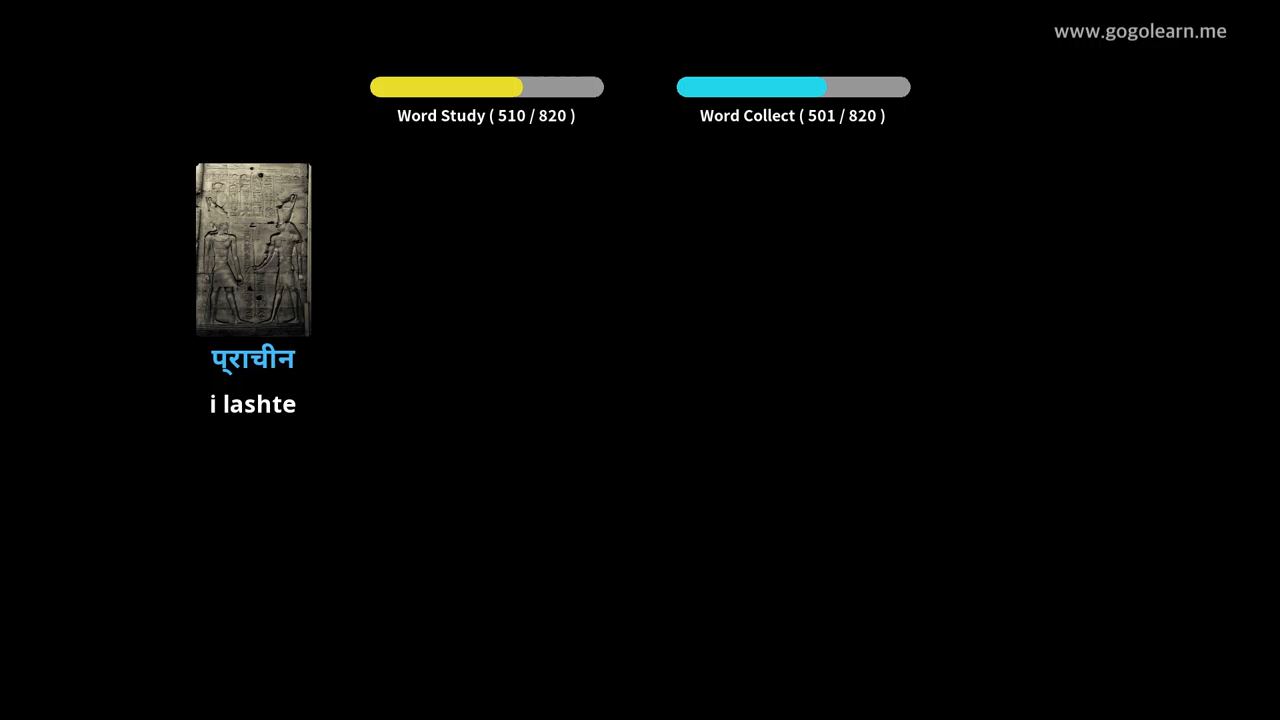 www.gogolearn.me
Word Study ( 510 / 820 )
Word Collect ( 501 / 820 )
प्राचीन
i lashte